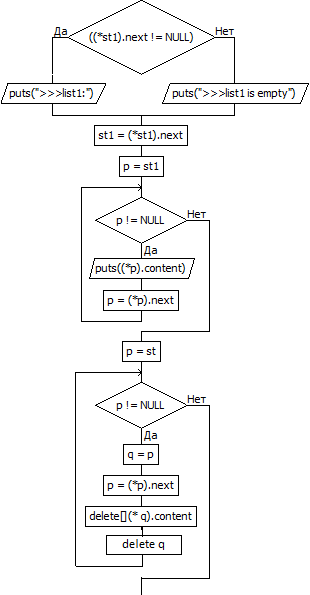 Да
((*st1).next != NULL)
Нет
puts(">>>list1:")
puts(">>>list1 is empty")
st1 = (*st1).next
p = st1
p != NULL
Нет
Да
puts((*p).content)
p = (*p).next
p = st
p != NULL
Нет
Да
q = p
p = (*p).next
delete[](* q).content
delete q